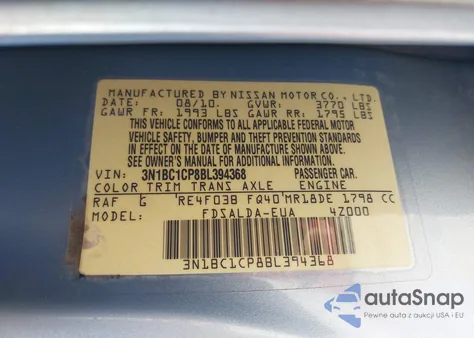 MANUFACTURED BY NISSAN MOTOR CO., LTD.
DATE: 08/10. GVWR: 3770 LBS
GAWR FR: 1993 LBS GAWR RR: 1795 LBS
THIS VEHICLE CONFORMS TO ALL APPLICABLE FEDERAL MOTOR
VEHICLE SAFETY, BUMPER AND THEFT PREVENTION STANDARDS
IN EFFECT ON THE DATE OF MANUFACTURE SHOWN ABOVE.
SEE OWNER'S MANUAL FOR ADDITIONAL INFORMATION.
VIN: 3N1BC1CP8BL394368 PASSENGER CAR.
COLOR TRIM TRANS AXLE ENGINE
RAF G RE4F03B FQ40 MR18DE 1798 CC
FDSALDA-EUA 4Z000
3N1BC1CP8BL394368
autoSnap
Pewne auta z aukcji USA i EU